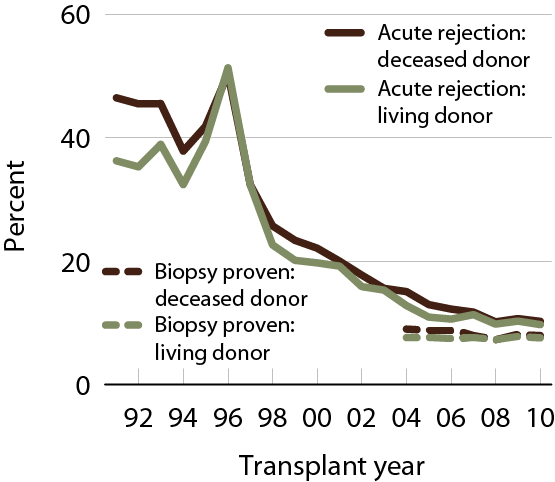 60
40
20
0
Percent
Acute rejection:
deceased donor
Acute rejection:
living donor
Biopsy proven:
deceased donor
Biopsy proven:
living donor
92 94 96 98 00 02 04 06 08 10
Transplant year